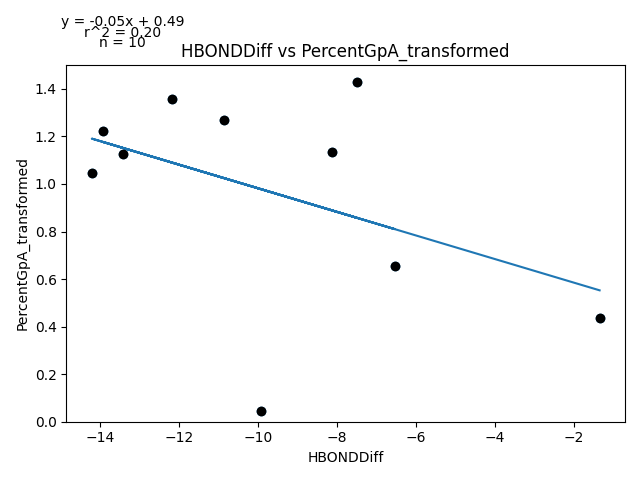 y = -0.05x + 0.49
r^2 = 0.20
n = 10
HBONDDiff vs PercentGpA_transformed
PercentGpA_transformed
1.4
1.2
1.0
0.8
0.6
0.4
0.2
0.0
−14 −12 −10 −8 −6 −4 −2
HBONDDiff